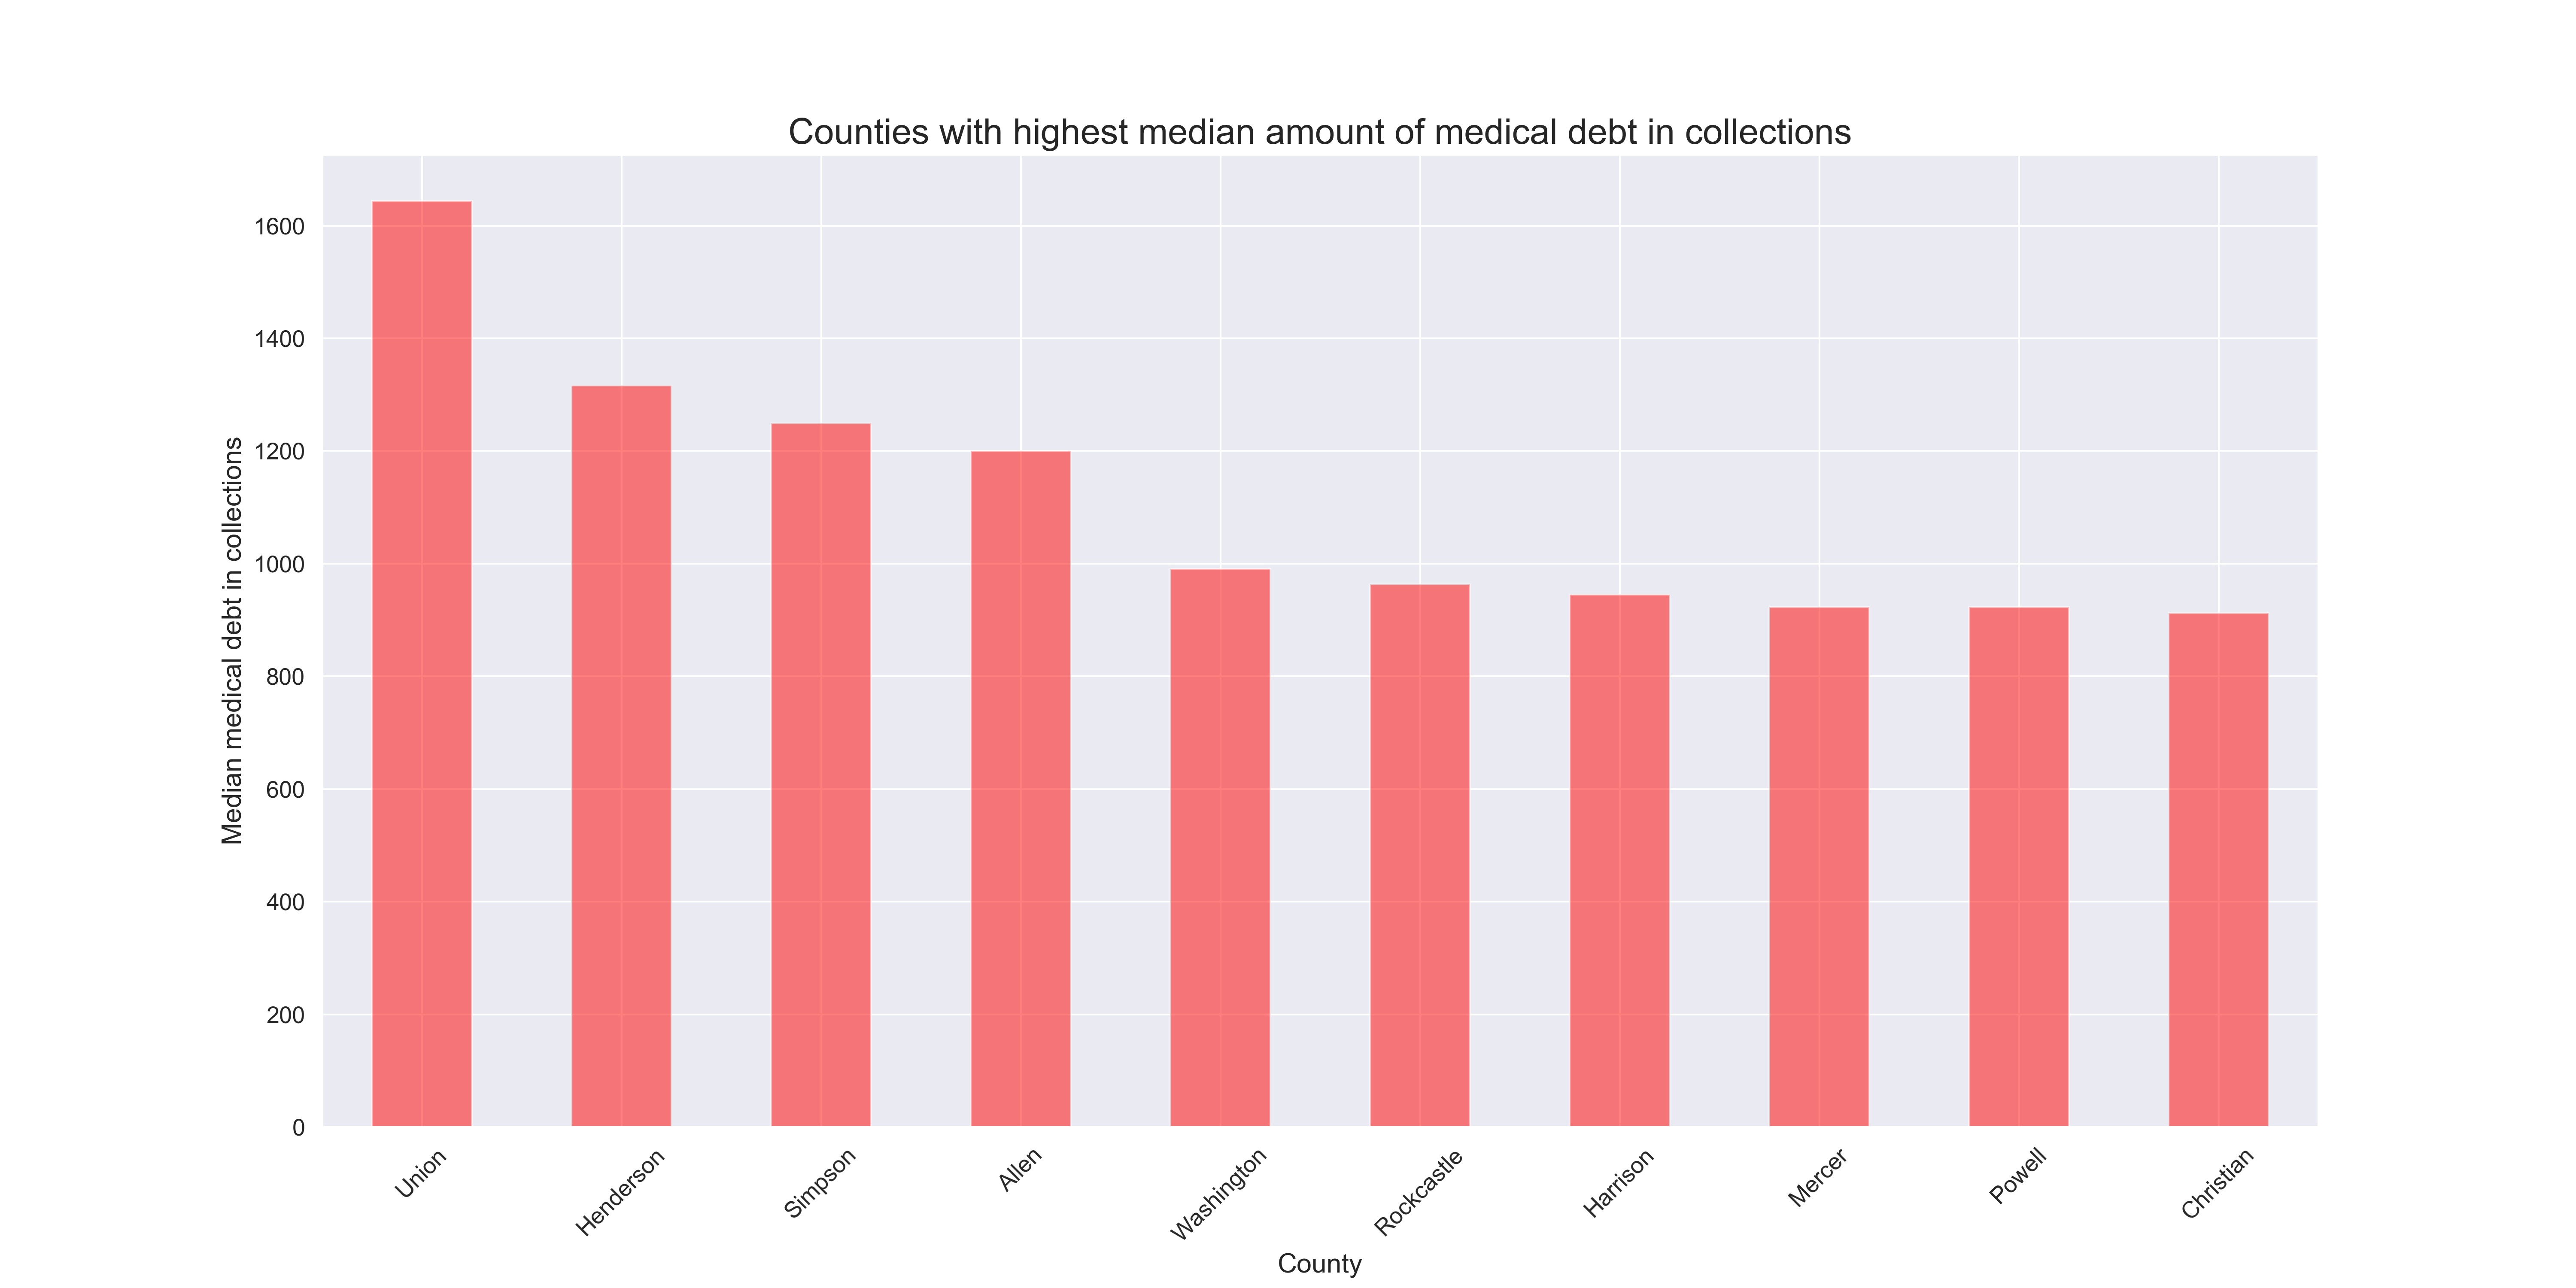 Counties with highest median amount of medical debt in collections
Median medical debt in collections
1600
1400
1200
1000
800
600
400
200
0
Union
Henderson
Simpson
Allen
Washington
Rockcastle
Harrison
Mercer
Powell
Christian
County